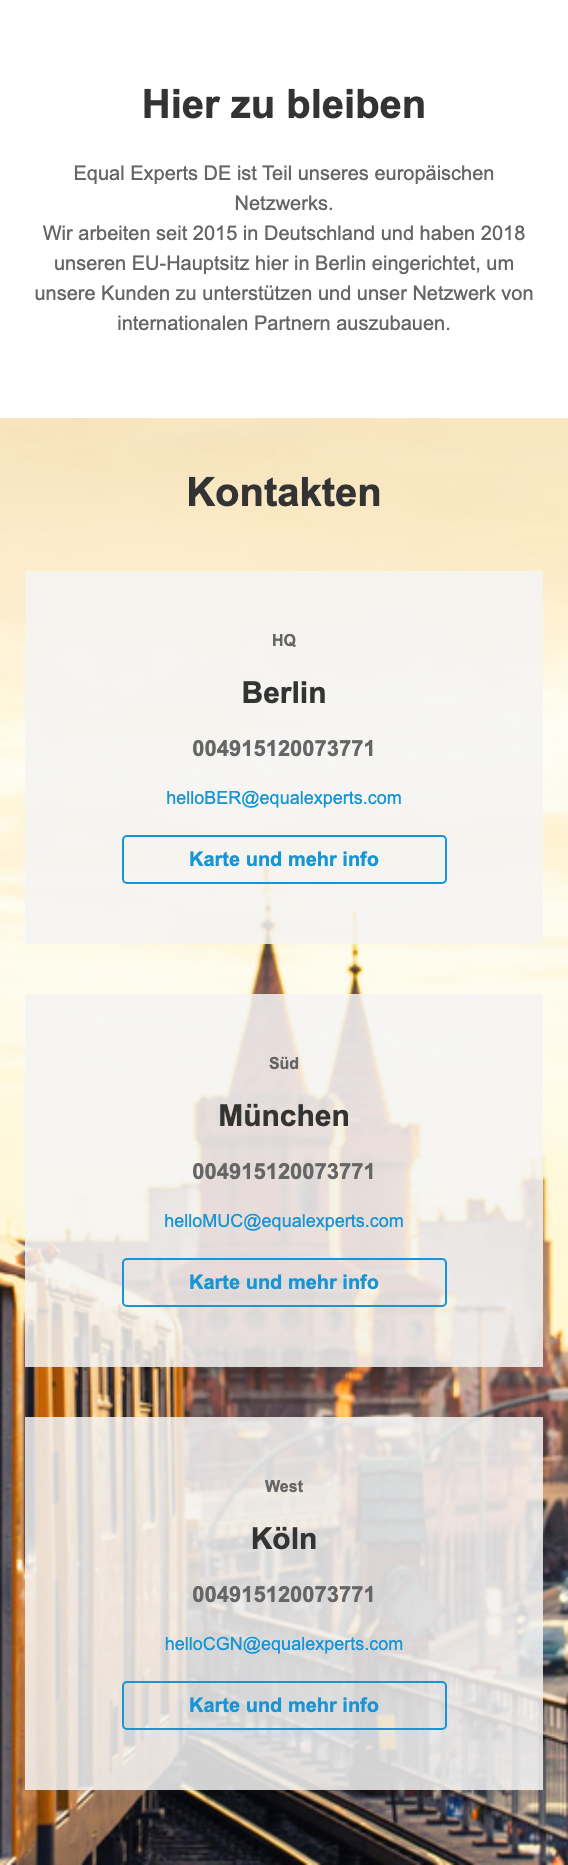 Hier zu bleiben
Equal Experts DE ist Teil unseres europäischen
Netzwerks.
Wir arbeiten seit 2015 in Deutschland und haben 2018
unseren EU-Hauptsitz hier in Berlin eingerichtet, um
unsere Kunden zu unterstützen und unser Netzwerk von
internationalen Partnern auszubauen.
Kontakten
HQ
Berlin
004915120073771
helloBER@equalexperts.com
Karte und mehr info
Süd
München
004915120073771
helloMUC@equalexperts.com
Karte und mehr info
West
Köln
004915120073771
helloCGN@equalexperts.com
Karte und mehr info